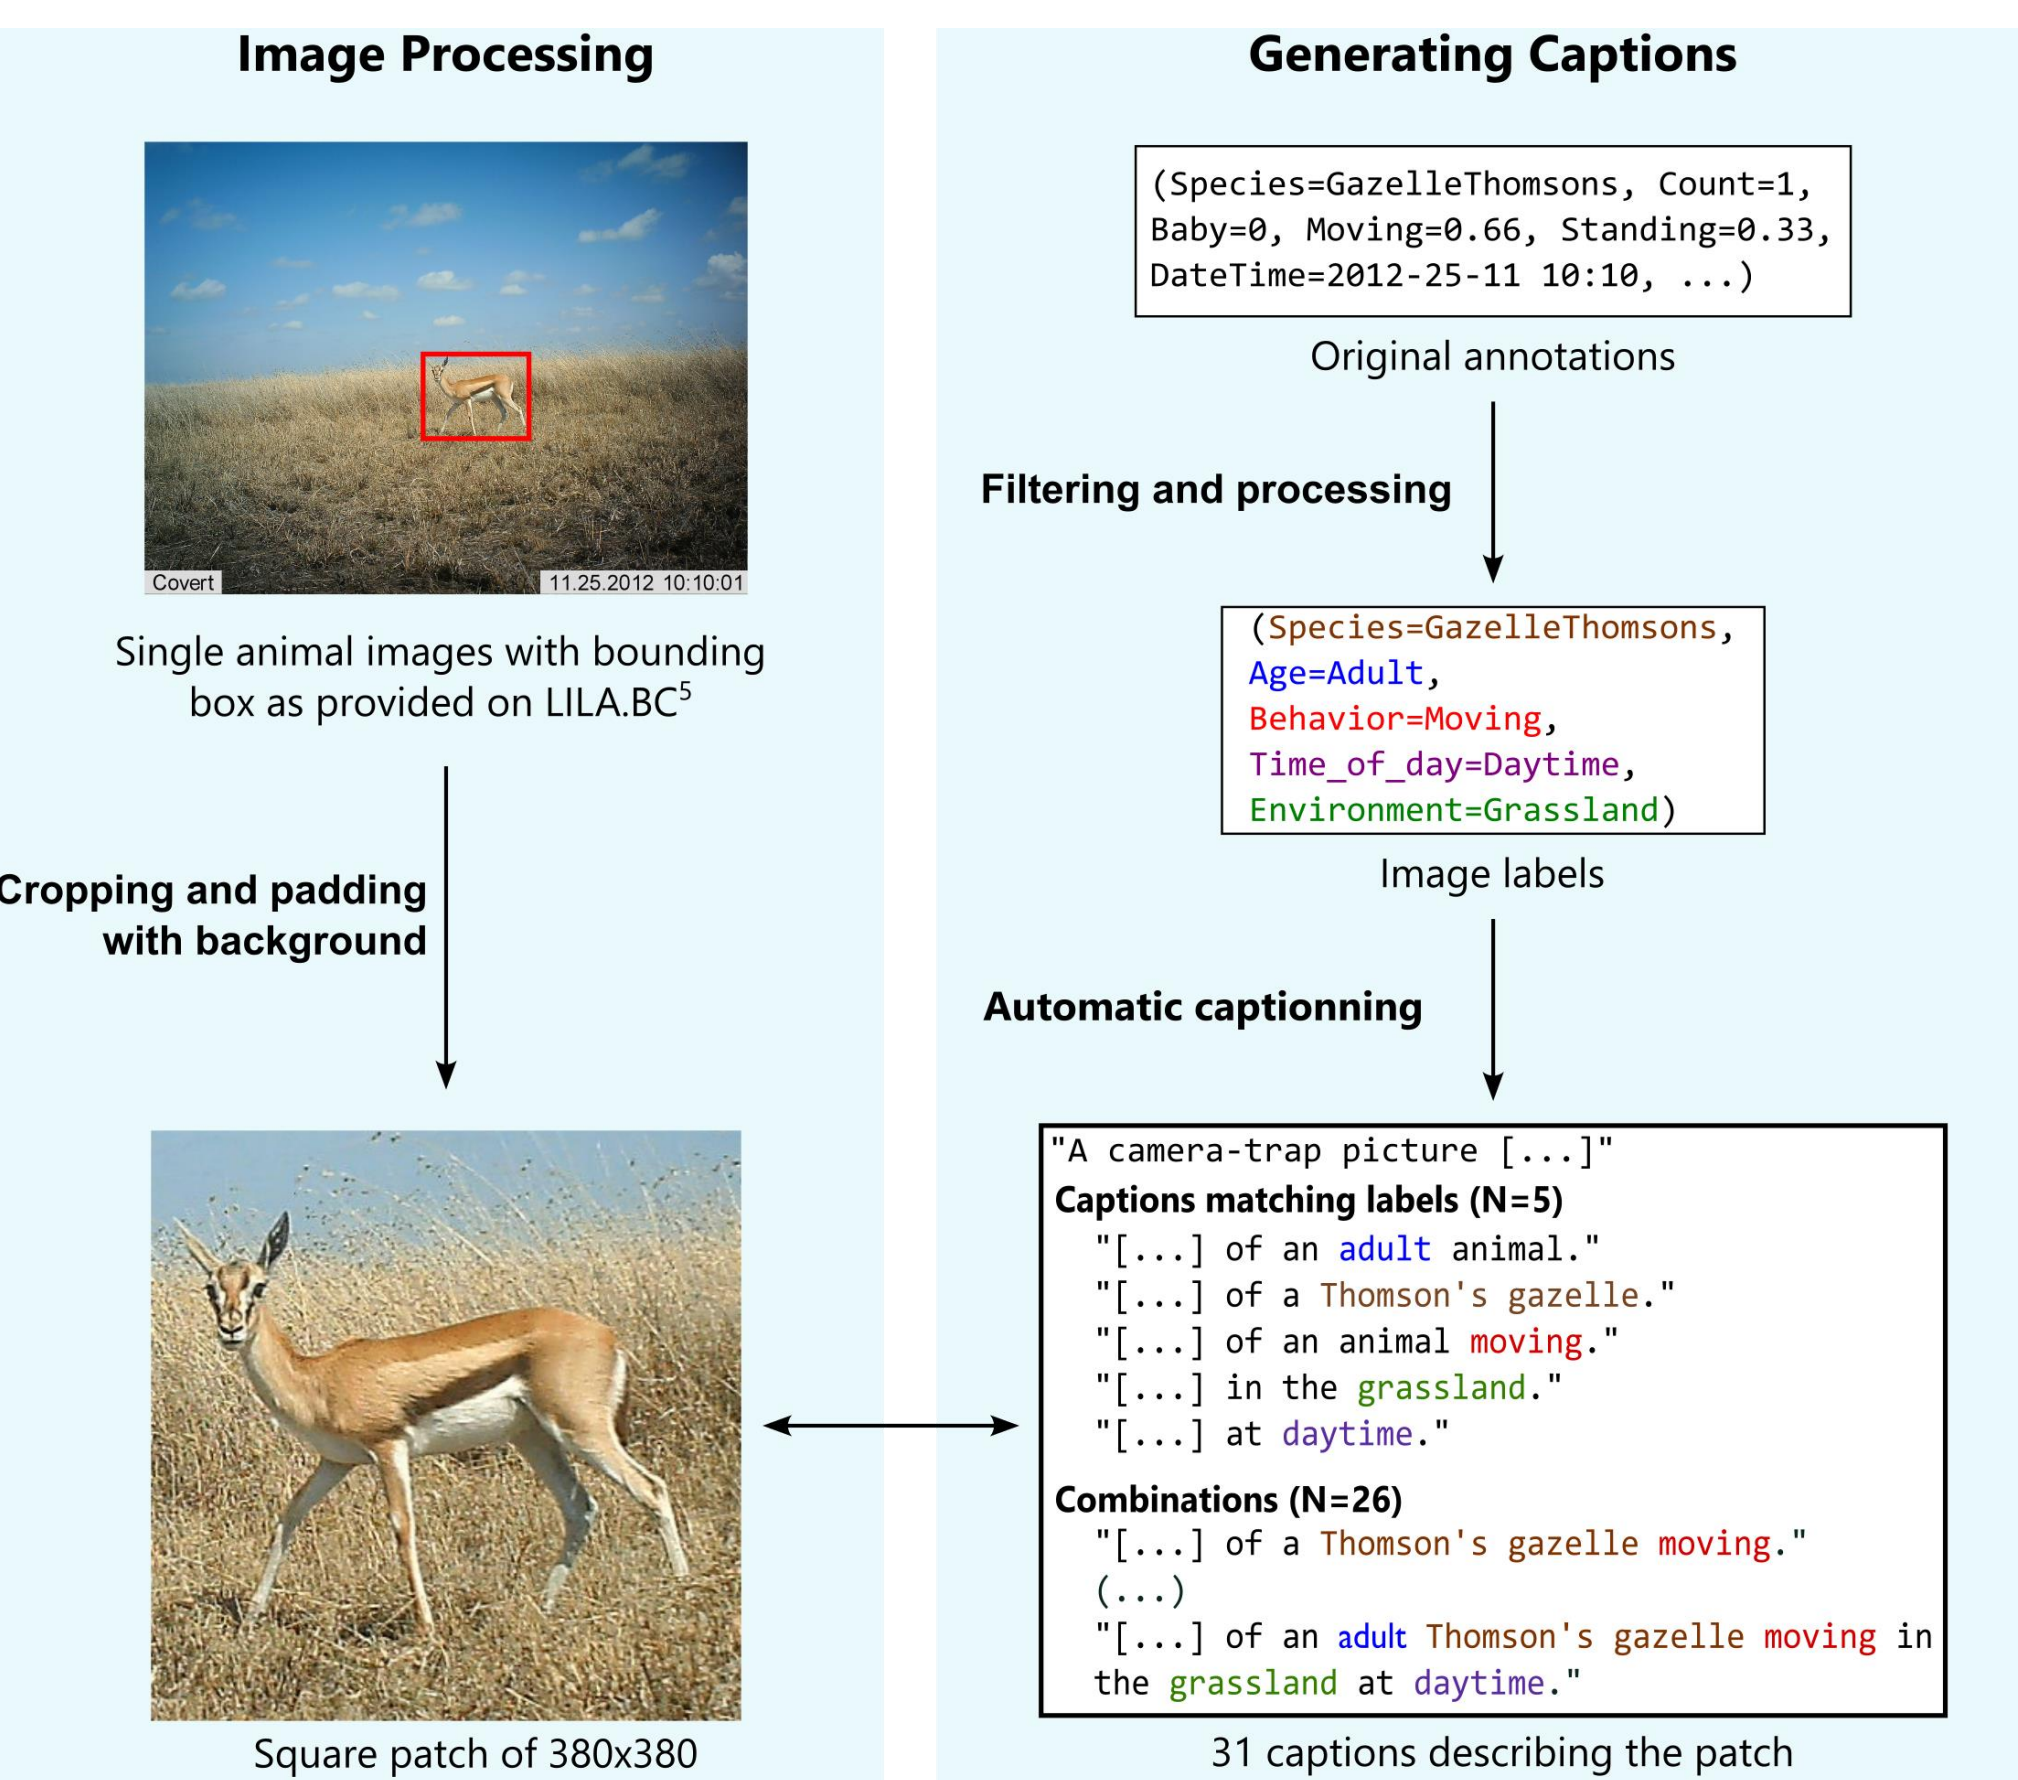 Image Processing
Covert
11.25.2012 10:10:01
Single animal images with bounding
box as provided on LILA.BC⁵
Cropping and padding
with background
Square patch of 380x380
Generating Captions
(Species=GazelleThomsons, Count=1,
Baby=0, Moving=0.66, Standing=0.33,
DateTime=2012-25-11 10:10, ...)
Original annotations
Filtering and processing
(Species=GazelleThomsons,
Age=Adult,
Behavior=Moving,
Time_of_day=Daytime,
Environment=Grassland)
Image labels
Automatic captionning
"A camera-trap picture [...]"
Captions matching labels (N=5)
"[...] of an adult animal."
"[...] of a Thomson's gazelle."
"[...] of an animal moving."
"[...] in the grassland."
"[...] at daytime."
Combinations (N=26)
"[...] of a Thomson's gazelle moving."
(...)
"[...] of an adult Thomson's gazelle moving in
the grassland at daytime."
31 captions describing the patch